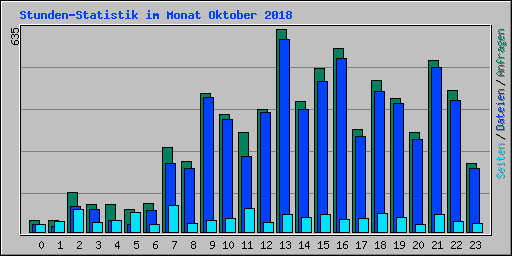 Stunden-Statistik im Monat Oktober 2018
635
Seiten / Dateien / Anfragen
0 1 2 3 4 5 6 7 8 9 10 11 12 13 14 15 16 17 18 19 20 21 22 23